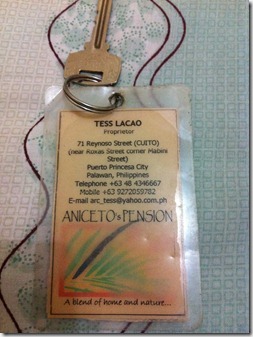 TESS LACAO
Proprietor
71 Reynoso Street (CUITO)
(near Roxas Street corner Mabini
Street)
Puerto Princesa City
Palawan, Philippines
Telephone +63 48 4346667
Mobile +63 9272059782
E-mail arc_tess@yahoo.com.ph
ANICETO'S PENSION
A blend of home and nature...